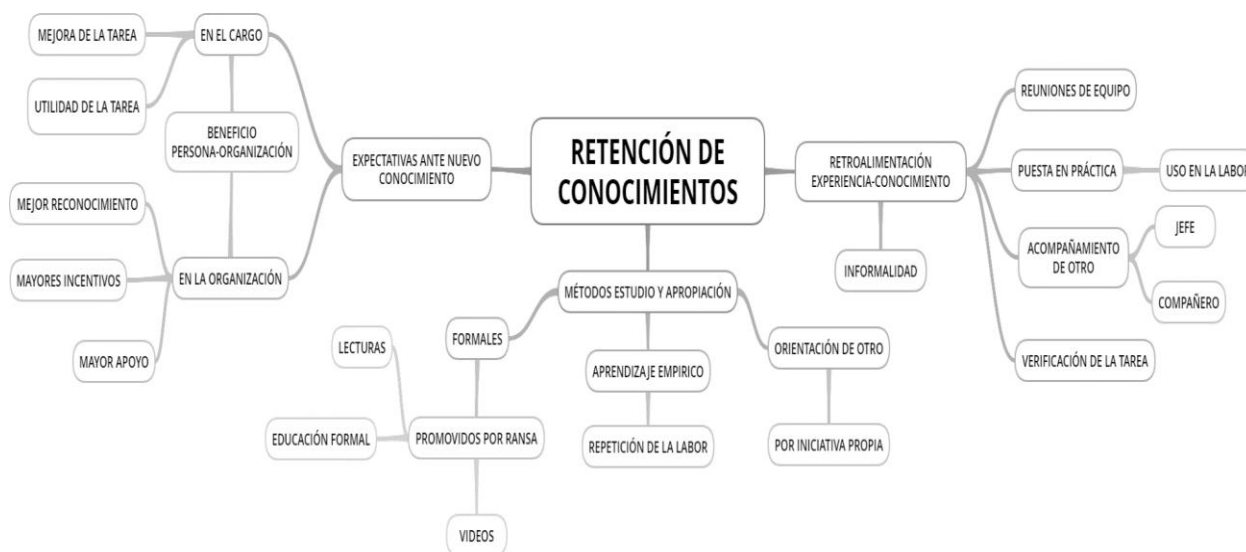 MEJORA DE LA TAREA
EN EL CARGO
UTILIDAD DE LA TAREA
BENEFICIO
PERSONA-ORGANIZACIÓN
EXPECTATIVAS ANTE NUEVO
CONOCIMIENTO
MEJOR RECONOCIMIENTO
MAYORES INCENTIVOS
EN LA ORGANIZACIÓN
MAYOR APOYO
RETENCIÓN DE
CONOCIMIENTOS
MÉTODOS ESTUDIO Y APROPIACIÓN
FORMALES
LECTURAS
EDUCACIÓN FORMAL
PROMOVIDOS POR RANSA
VIDEOS
APRENDIZAJE EMPIRICO
REPETICIÓN DE LA LABOR
ORIENTACIÓN DE OTRO
POR INICIATIVA PROPIA
RETROALIMENTACIÓN
EXPERIENCIA-CONOCIMIENTO
INFORMALIDAD
REUNIONES DE EQUIPO
PUESTA EN PRÁCTICA
USO EN LA LABOR
ACOMPAÑAMIENTO
DE OTRO
JEFE
COMPAÑERO
VERIFICACIÓN DE LA TAREA